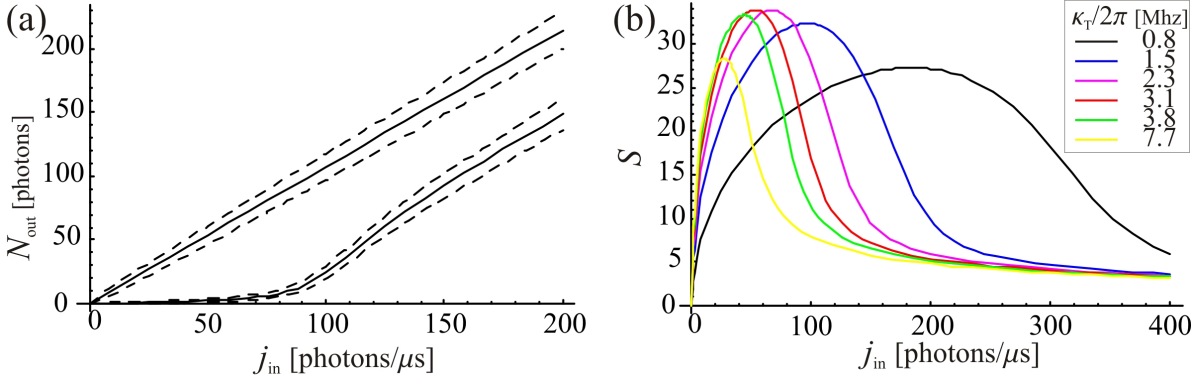 (a)
200
150
100
50
0
N_out [photons]
0 50 100 150 200
j_in [photons/μs]
(b)
30
25
20
15
10
5
0
S
0 100 200 300 400
j_in [photons/μs]
κ_T/2π [Mhz]
0.8
1.5
2.3
3.1
3.8
7.7